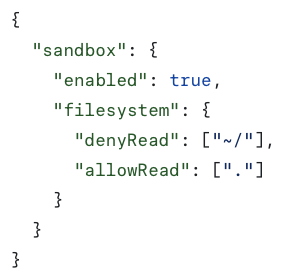 {
  "sandbox": {
    "enabled": true,
    "filesystem": {
      "denyRead": ["~/"],
      "allowRead": ["."]
    }
  }
}